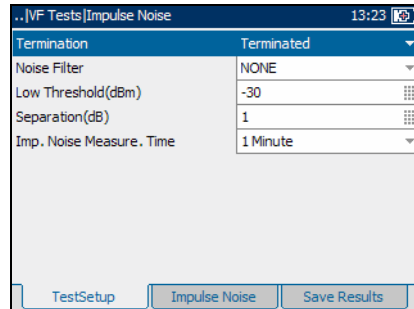 ..|VF Tests|Impulse Noise 13:23
Termination Terminated
Noise Filter NONE
Low Threshold(dBm) -30
Separation(dB) 1
Imp. Noise Measure. Time 1 Minute
TestSetup Impulse Noise Save Results